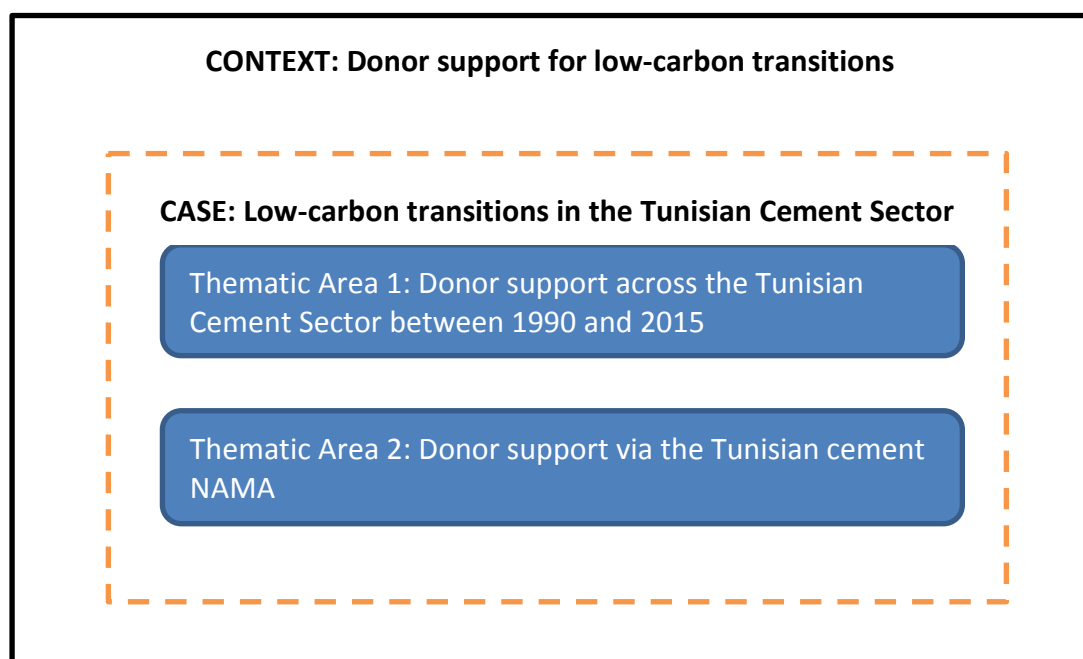 CONTEXT: Donor support for low-carbon transitions
CASE: Low-carbon transitions in the Tunisian Cement Sector
Thematic Area 1: Donor support across the Tunisian
Cement Sector between 1990 and 2015
Thematic Area 2: Donor support via the Tunisian cement
NAMA